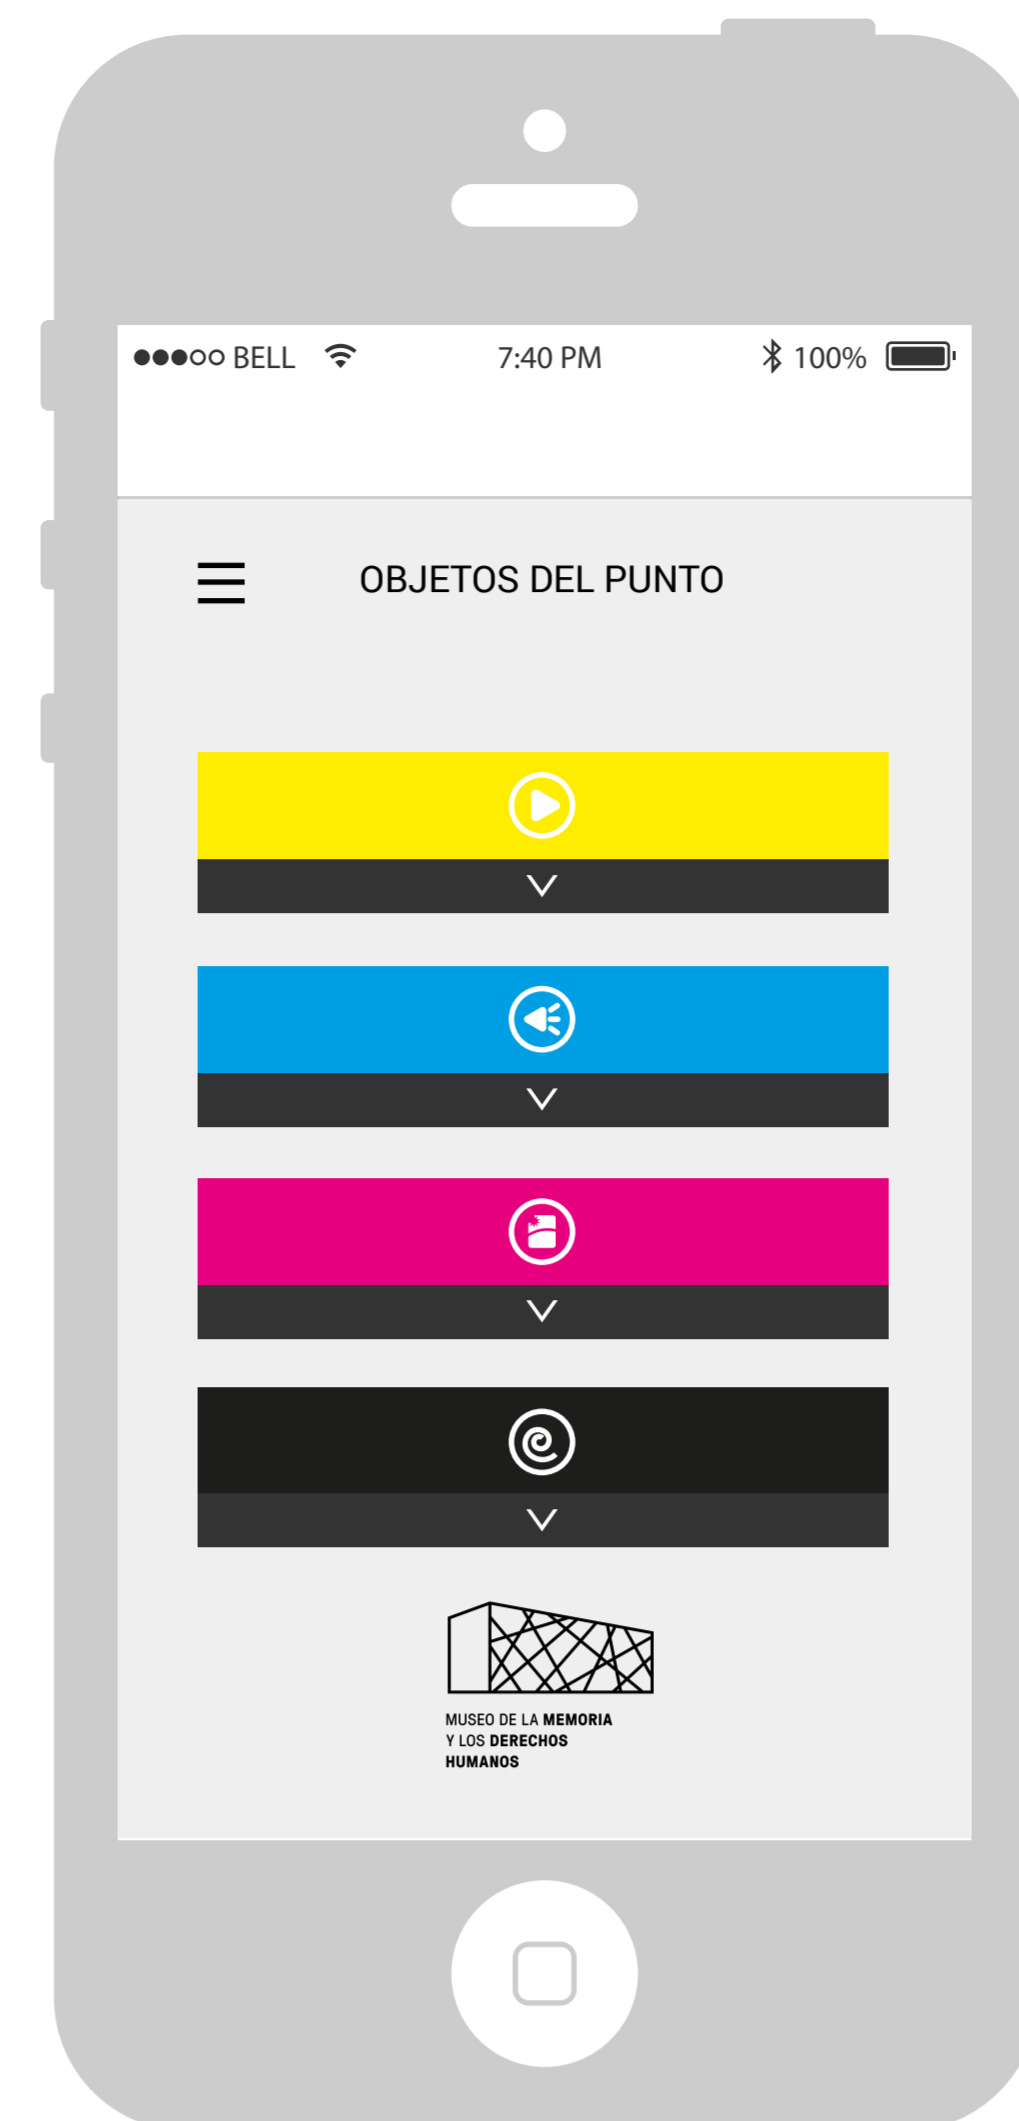 BELL 7:40 PM 100%
OBJETOS DEL PUNTO
MUSEO DE LA MEMORIA
Y LOS DERECHOS
HUMANOS